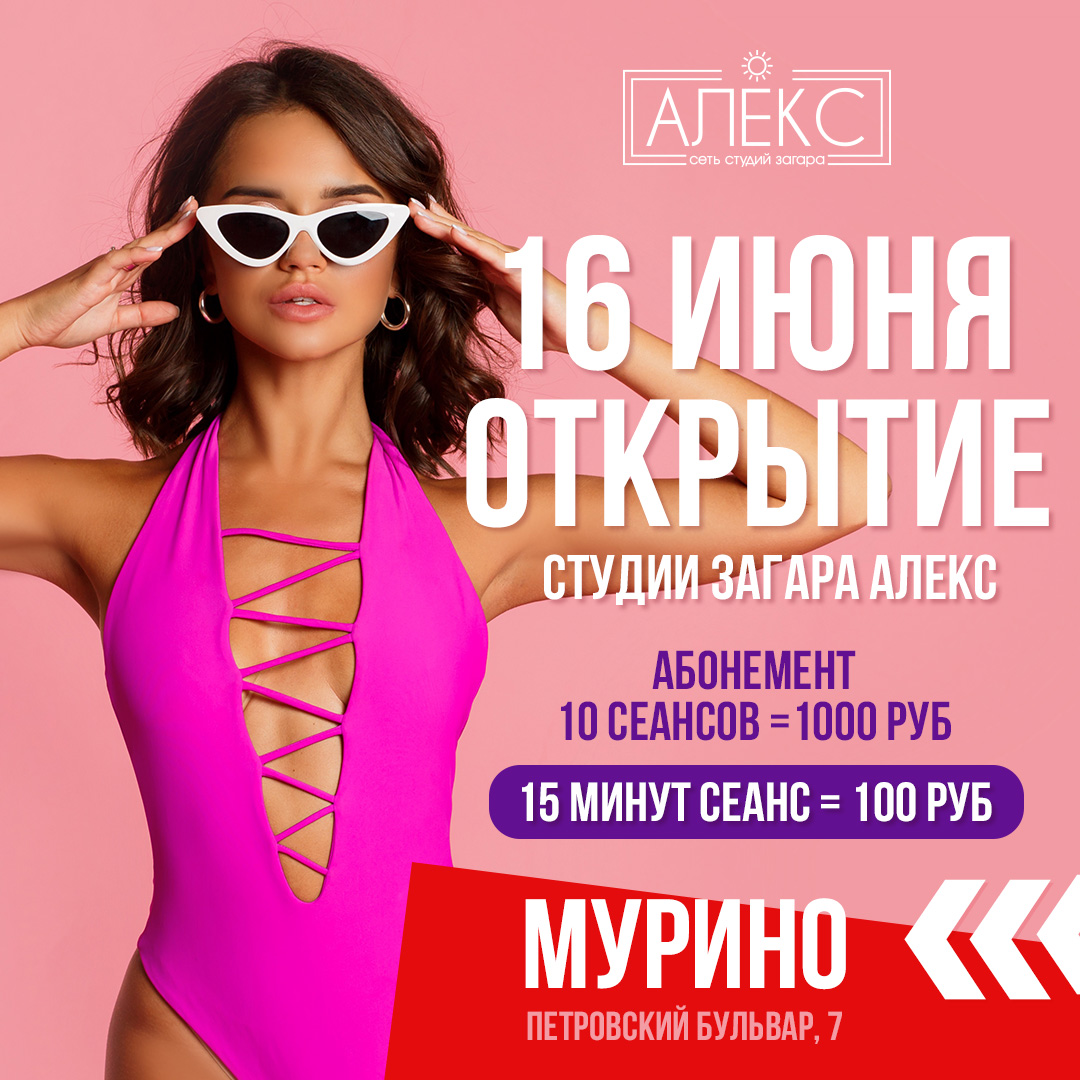 АЛЕКС
сеть студий загара
16 ИЮНЯ
ОТКРЫТИЕ
СТУДИИ ЗАГАРА АЛЕКС
АБОНЕМЕНТ
10 СЕАНСОВ =1000 РУБ
15 МИНУТ СЕАНС = 100 РУБ
МУРИНО
ПЕТРОВСКИЙ БУЛЬВАР, 7